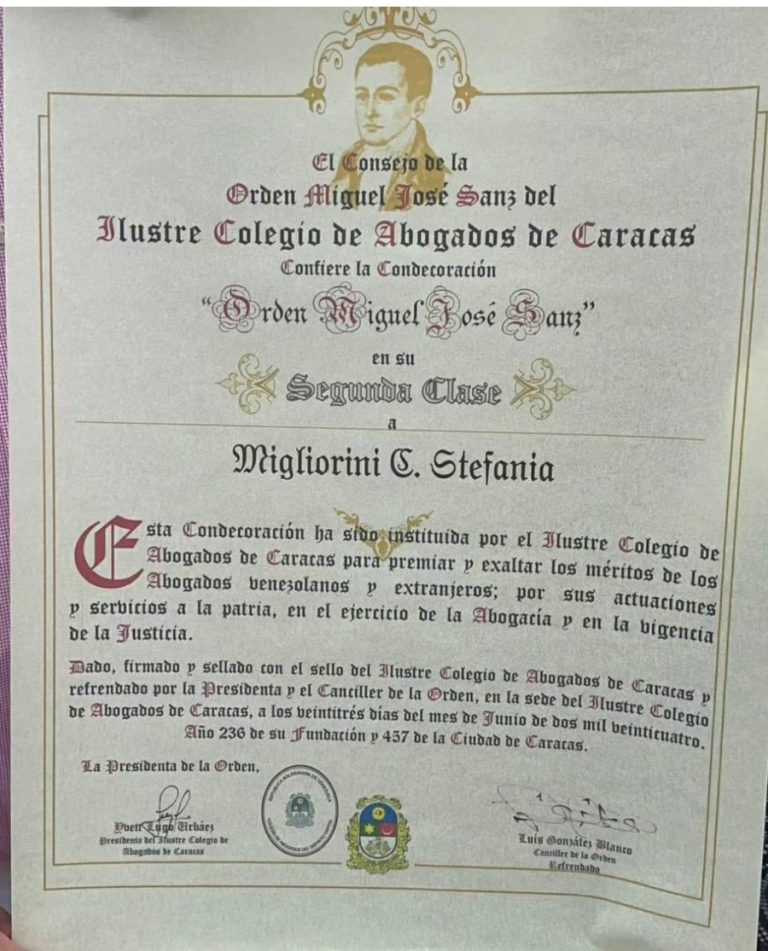 El Consejo de la
Orden Miguel José Sanz del
Ilustre Colegio de Abogados de Caracas
Confiere la Condecoración
"Orden Miguel José Sanz"
en su
Segunda Clase
a
Migliorini C. Stefania
Esta Condecoración ha sido instituida por el Ilustre Colegio de
Abogados de Caracas para premiar y exaltar los méritos de los
Abogados venezolanos y extranjeros; por sus actuaciones
y servicios a la patria, en el ejercicio de la Abogacía y en la vigencia
de la Justicia.
Dado, firmado y sellado con el sello del Ilustre Colegio de Abogados de Caracas y
refrendado por la Presidenta y el Canciller de la Orden, en la sede del Ilustre Colegio
de Abogados de Caracas, a los veintitrés días del mes de Junio de dos mil veinticuatro.
Año 236 de su Fundación y 457 de la Ciudad de Caracas.
La Presidenta de la Orden,
Yvett Lugo Urbáez
Presidenta del Ilustre Colegio de
Abogados de Caracas
Luis González Blanco
Canciller de la Orden
Refrendado